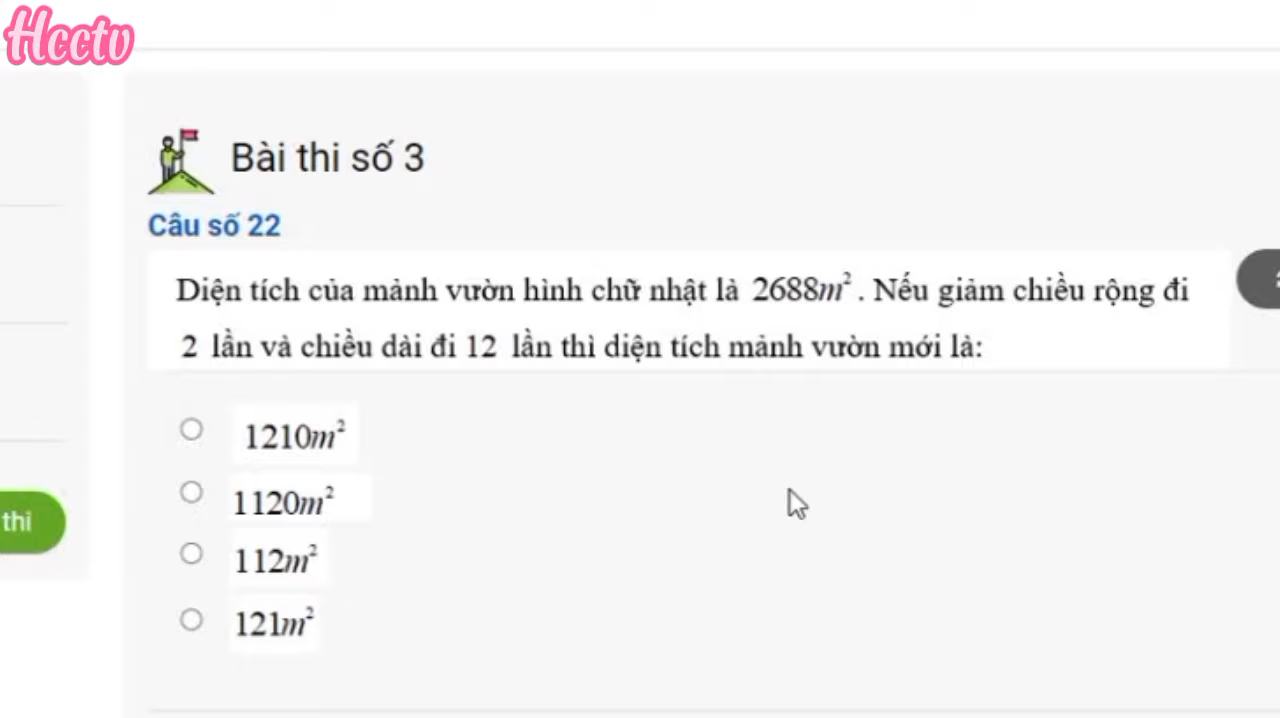 Hcctv
Bài thi số 3
Câu số 22
Diện tích của mảnh vườn hình chữ nhật là 2688m². Nếu giảm chiều rộng đi
2 lần và chiều dài đi 12 lần thì diện tích mảnh vườn mới là:
1210m²
1120m²
112m²
thi
121m²